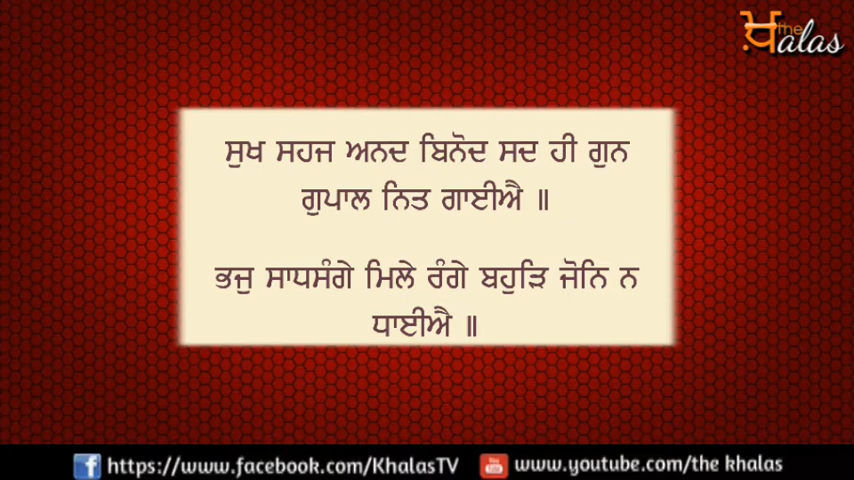 the
ਖ਼alas
ਸੁਖ ਸਹਜ ਅਨਦ ਬਿਨੋਦ ਸਦ ਹੀ ਗੁਨ
ਗੁਪਾਲ ਨਿਤ ਗਾਈਐ ॥
ਭਜੁ ਸਾਧਸੰਗੇ ਮਿਲੇ ਰੰਗੇ ਬਹੁੜਿ ਜੋਨਿ ਨ
ਧਾਈਐ ॥
https://www.facebook.com/KhalasTV www.youtube.com/the khalas